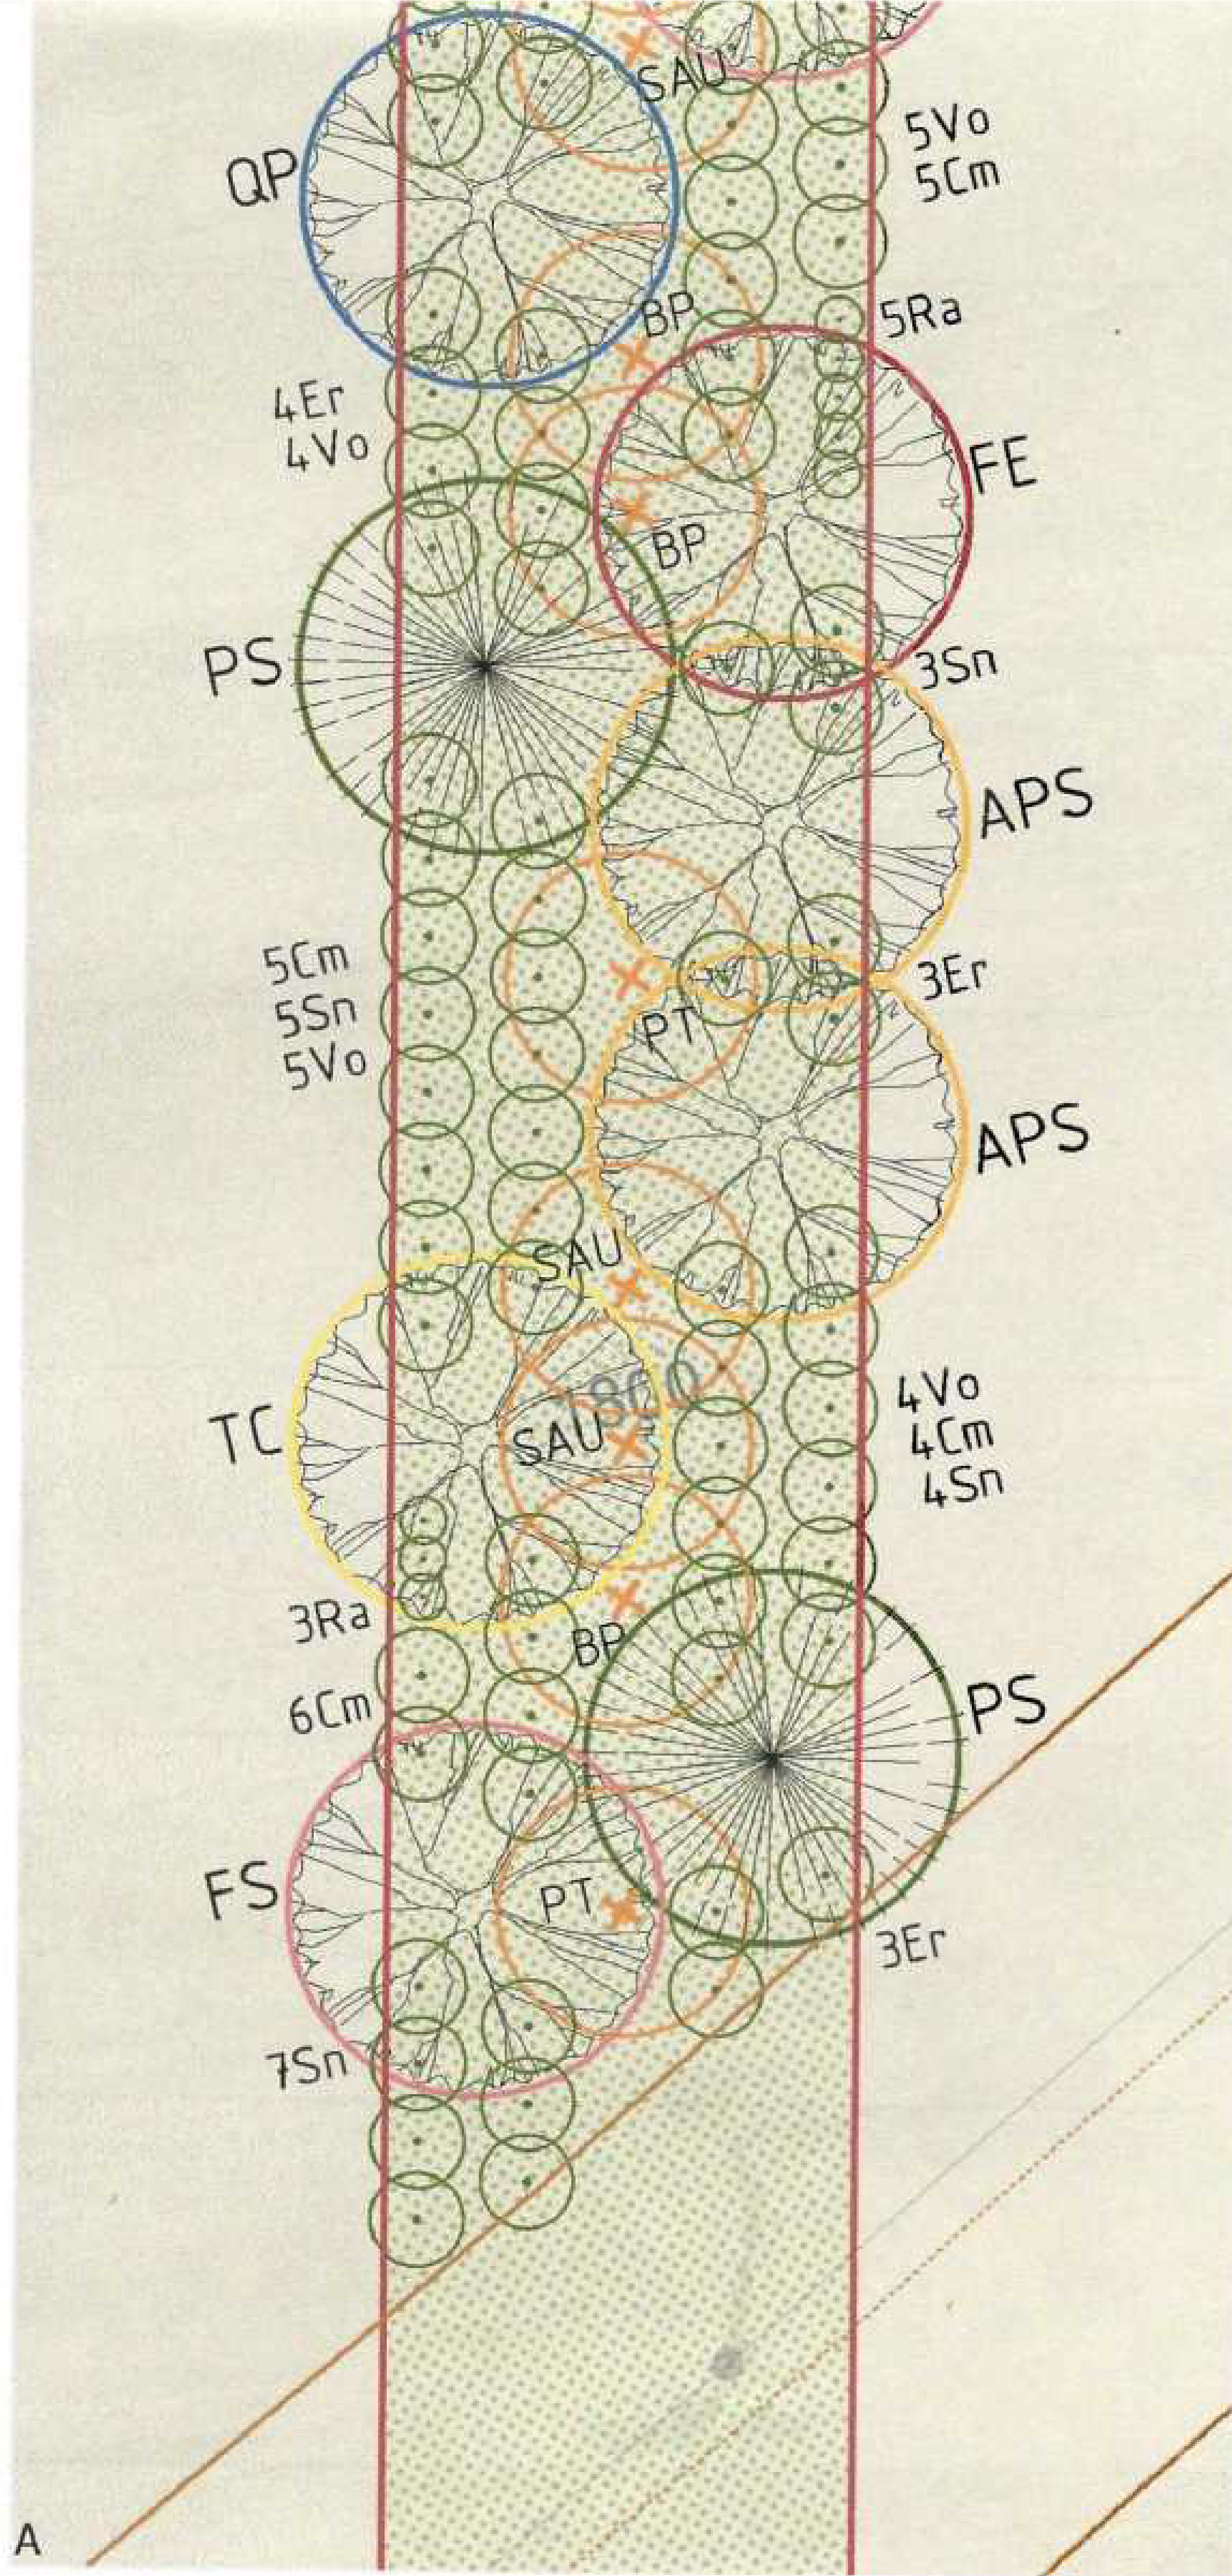 SAU
5Vo
5Cm
QP
BP
5Ra
4Er
4Vo
FE
BP
PS
3Sn
APS
5Cm
5Sn
5Vo
3Er
PT
APS
SAU
1860
TC
SAU
4Vo
4Cm
4Sn
3Ra
BP
6Cm
PS
FS
PT
3Er
7Sn
A